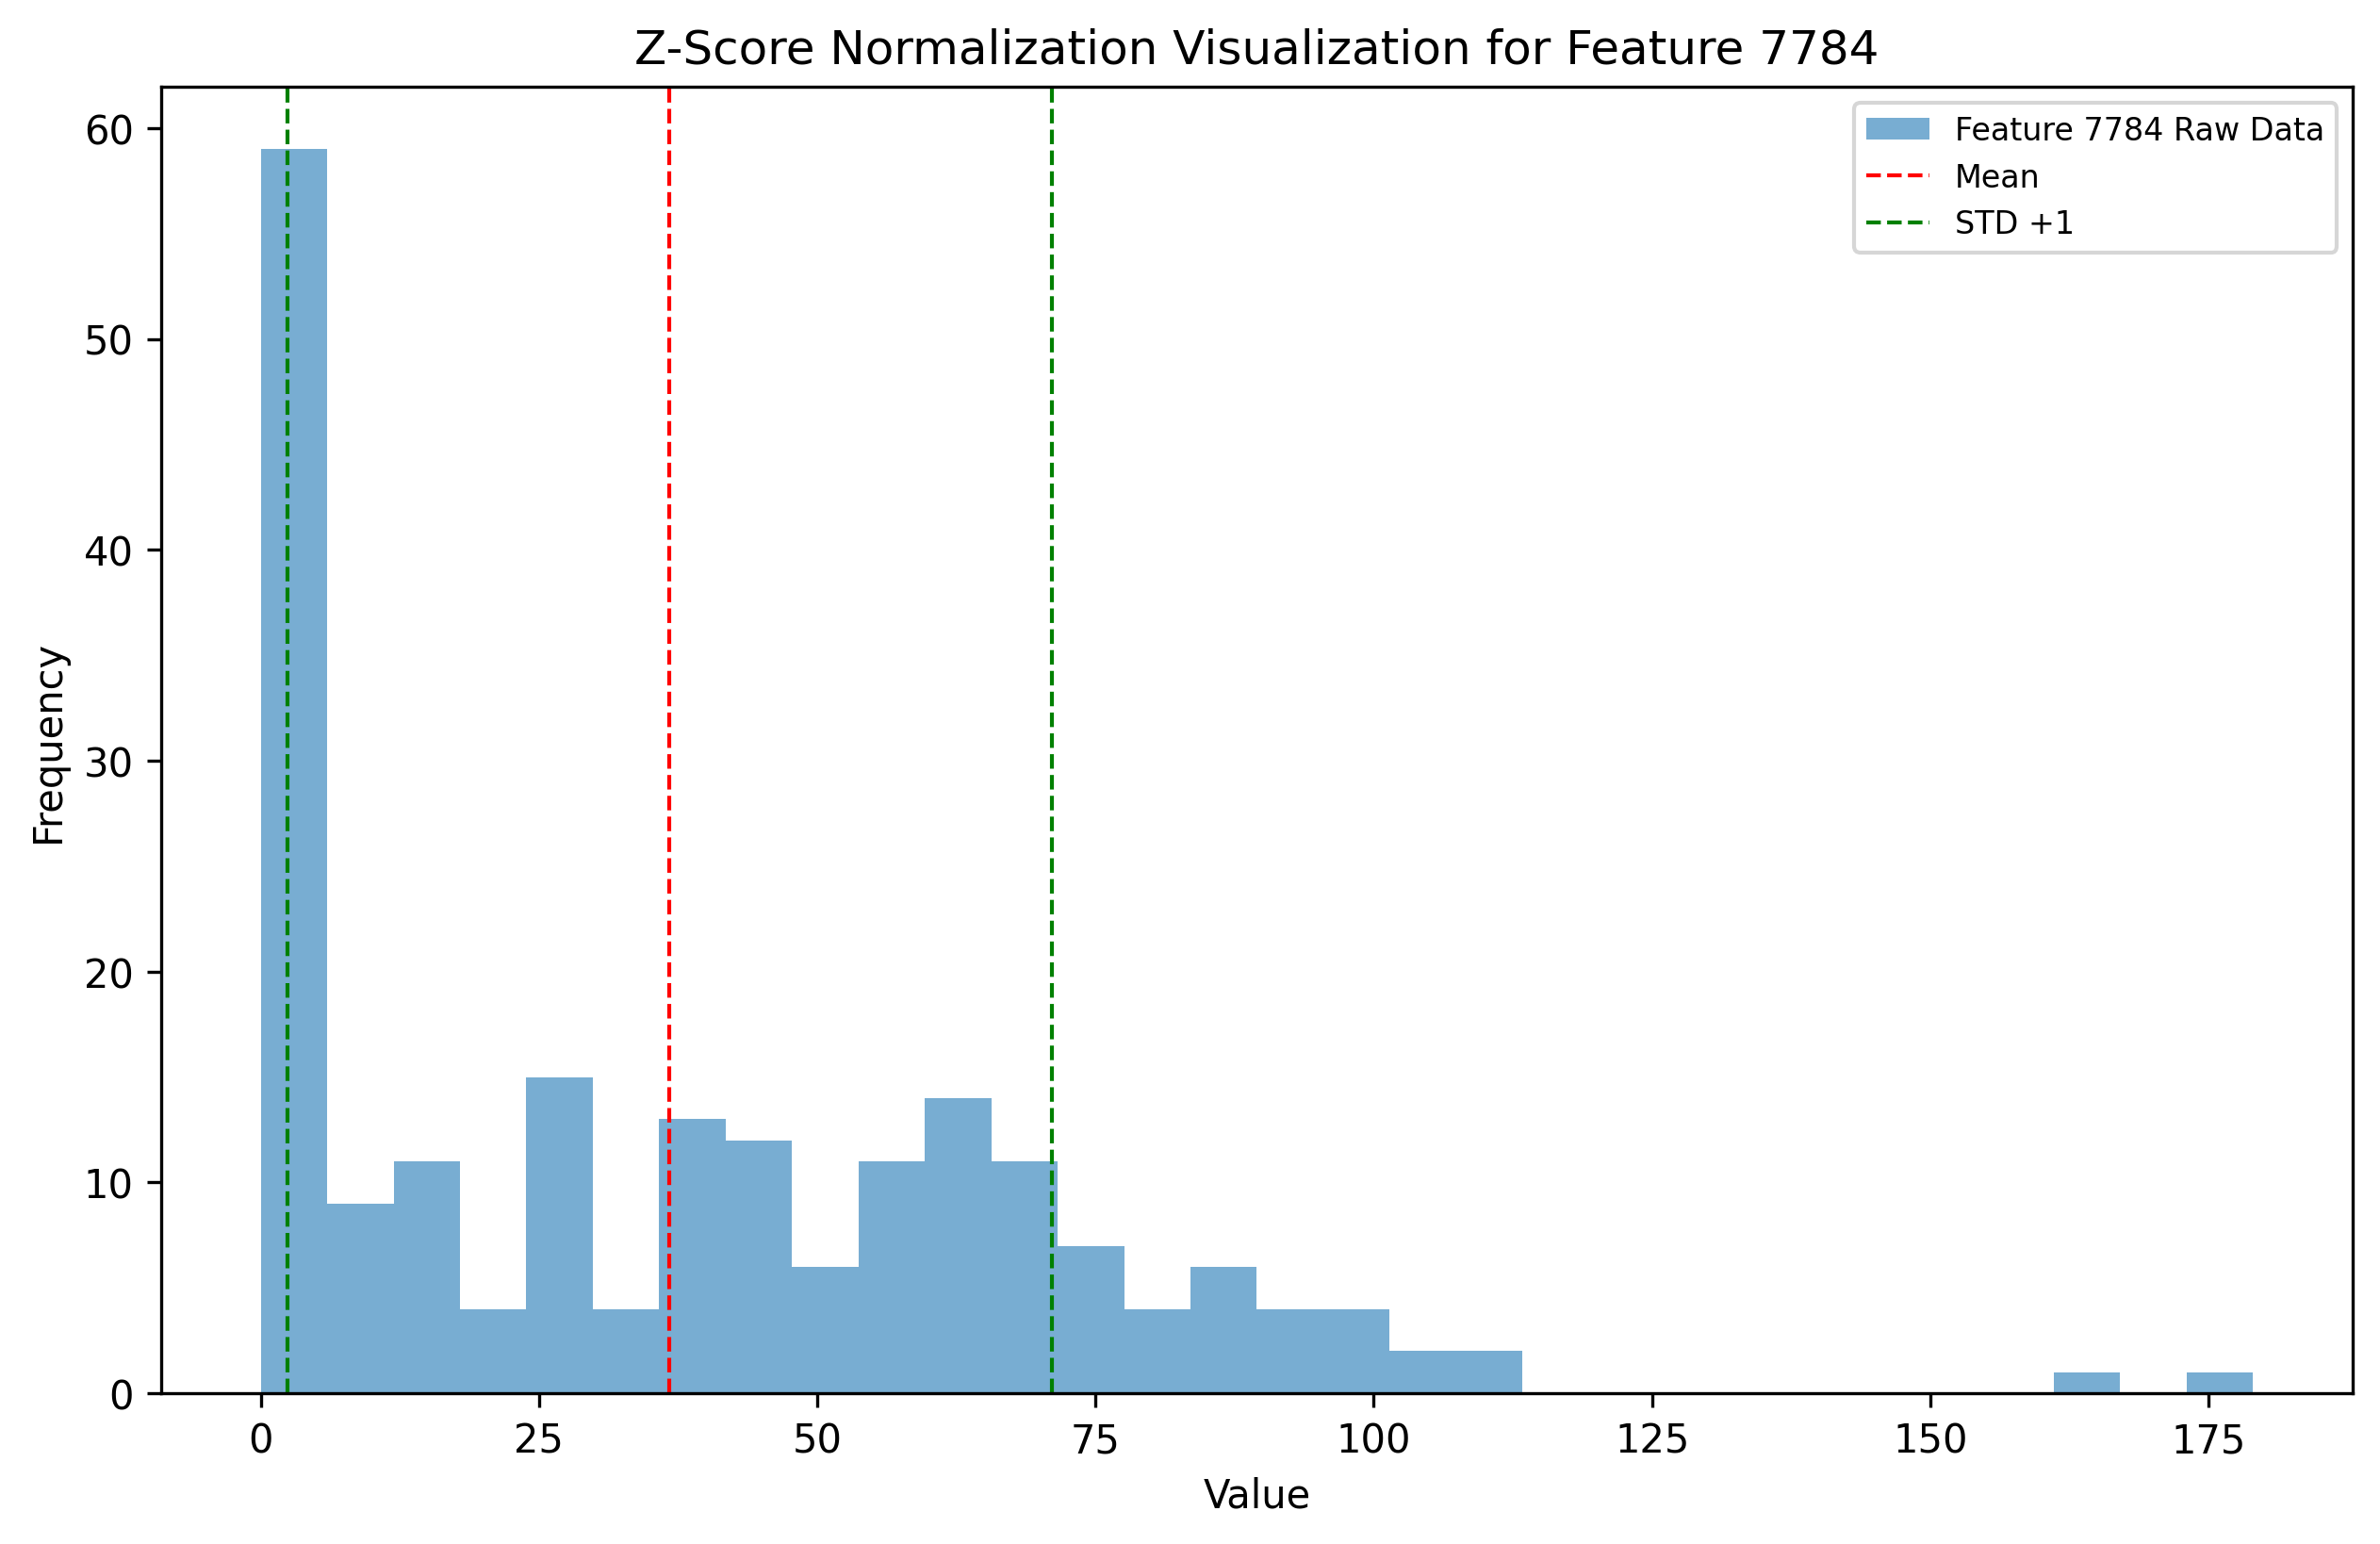 Z-Score Normalization Visualization for Feature 7784
Feature 7784 Raw Data
Mean
STD +1
60
50
40
30
20
10
0
Frequency
0 25 50 75 100 125 150 175
Value